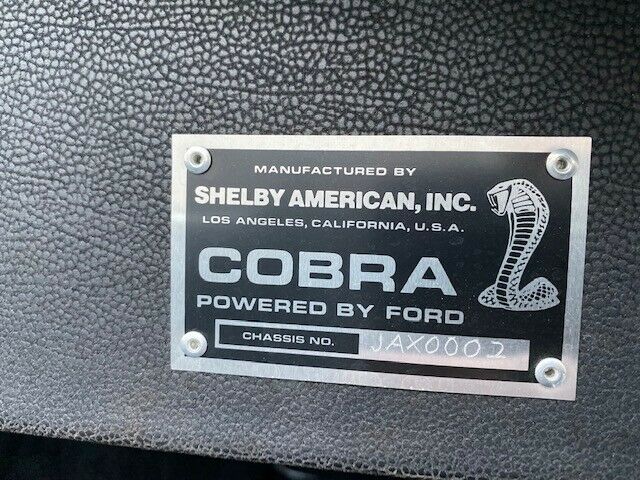 MANUFACTURED BY
SHELBY AMERICAN, INC.
LOS ANGELES, CALIFORNIA, U.S.A.
COBRA
POWERED BY FORD
CHASSIS NO. JAX0002